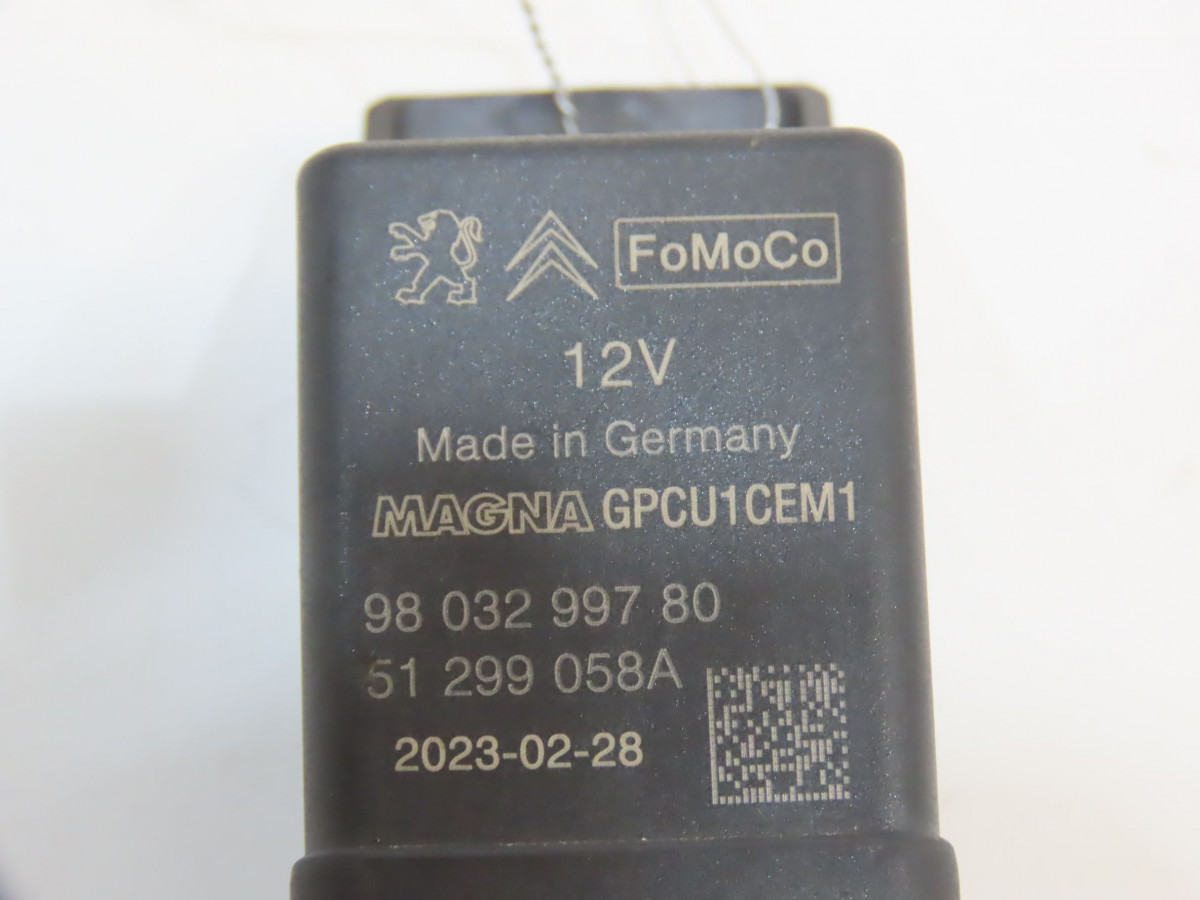 FoMoCo
12V
Made in Germany
MAGNA GPCU1CEM1
98 032 997 80
51 299 058A
2023-02-28